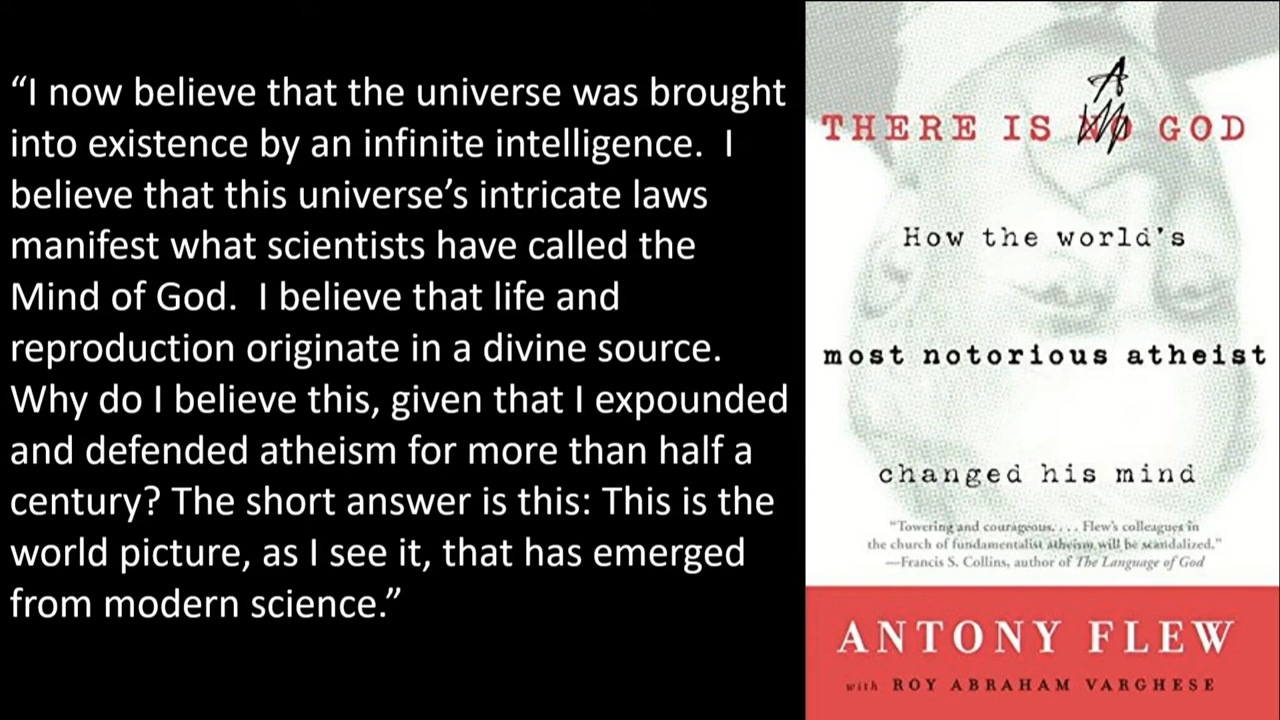 “I now believe that the universe was brought
into existence by an infinite intelligence.  I
believe that this universe’s intricate laws
manifest what scientists have called the
Mind of God.  I believe that life and
reproduction originate in a divine source.
Why do I believe this, given that I expounded
and defended atheism for more than half a
century? The short answer is this: This is the
world picture, as I see it, that has emerged
from modern science.”
A
THERE IS NO GOD
How the world's
most notorious atheist
changed his mind
“Towering and courageous. . . . Flew’s colleagues in
the church of fundamentalist atheism will be scandalized.”
—Francis S. Collins, author of The Language of God
ANTONY FLEW
with ROY ABRAHAM VARGHESE